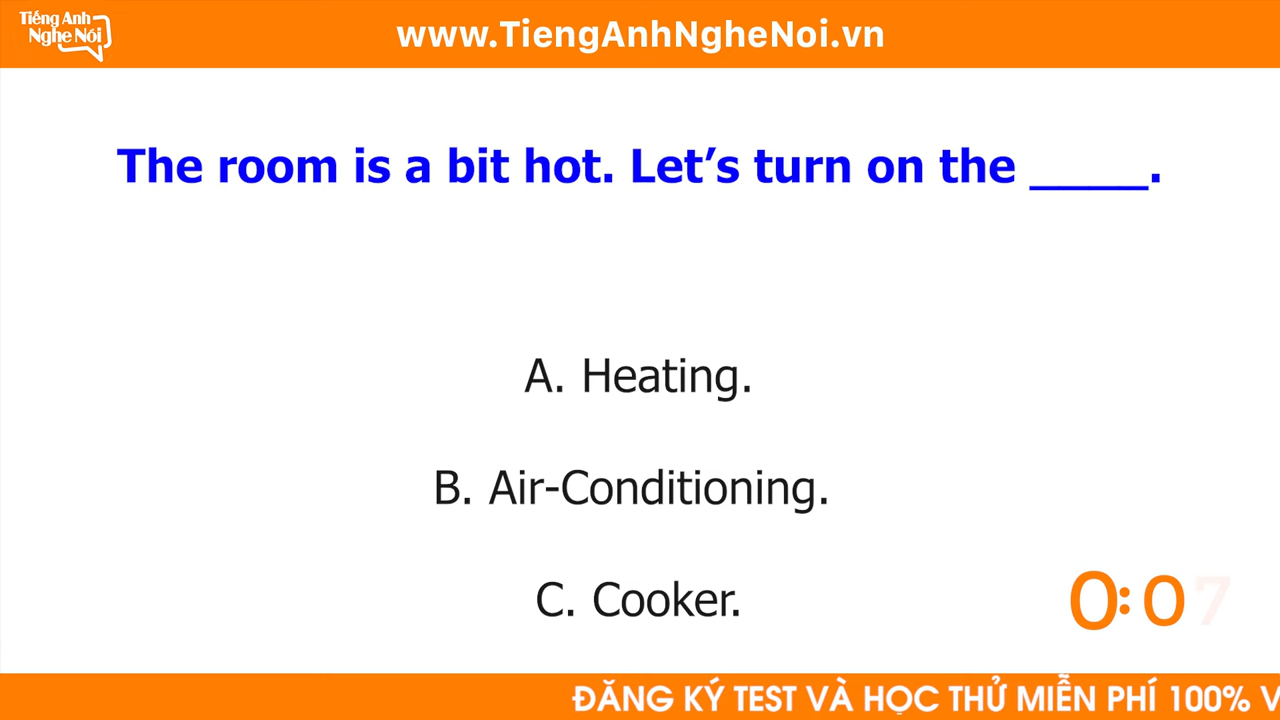 Tiếng Anh
Nghe Nói
www.TiengAnhNgheNoi.vn
The room is a bit hot. Let’s turn on the ____.
A. Heating.
B. Air-Conditioning.
C. Cooker.
0:07
ĐĂNG KÝ TEST VÀ HỌC THỬ MIỄN PHÍ 100% V